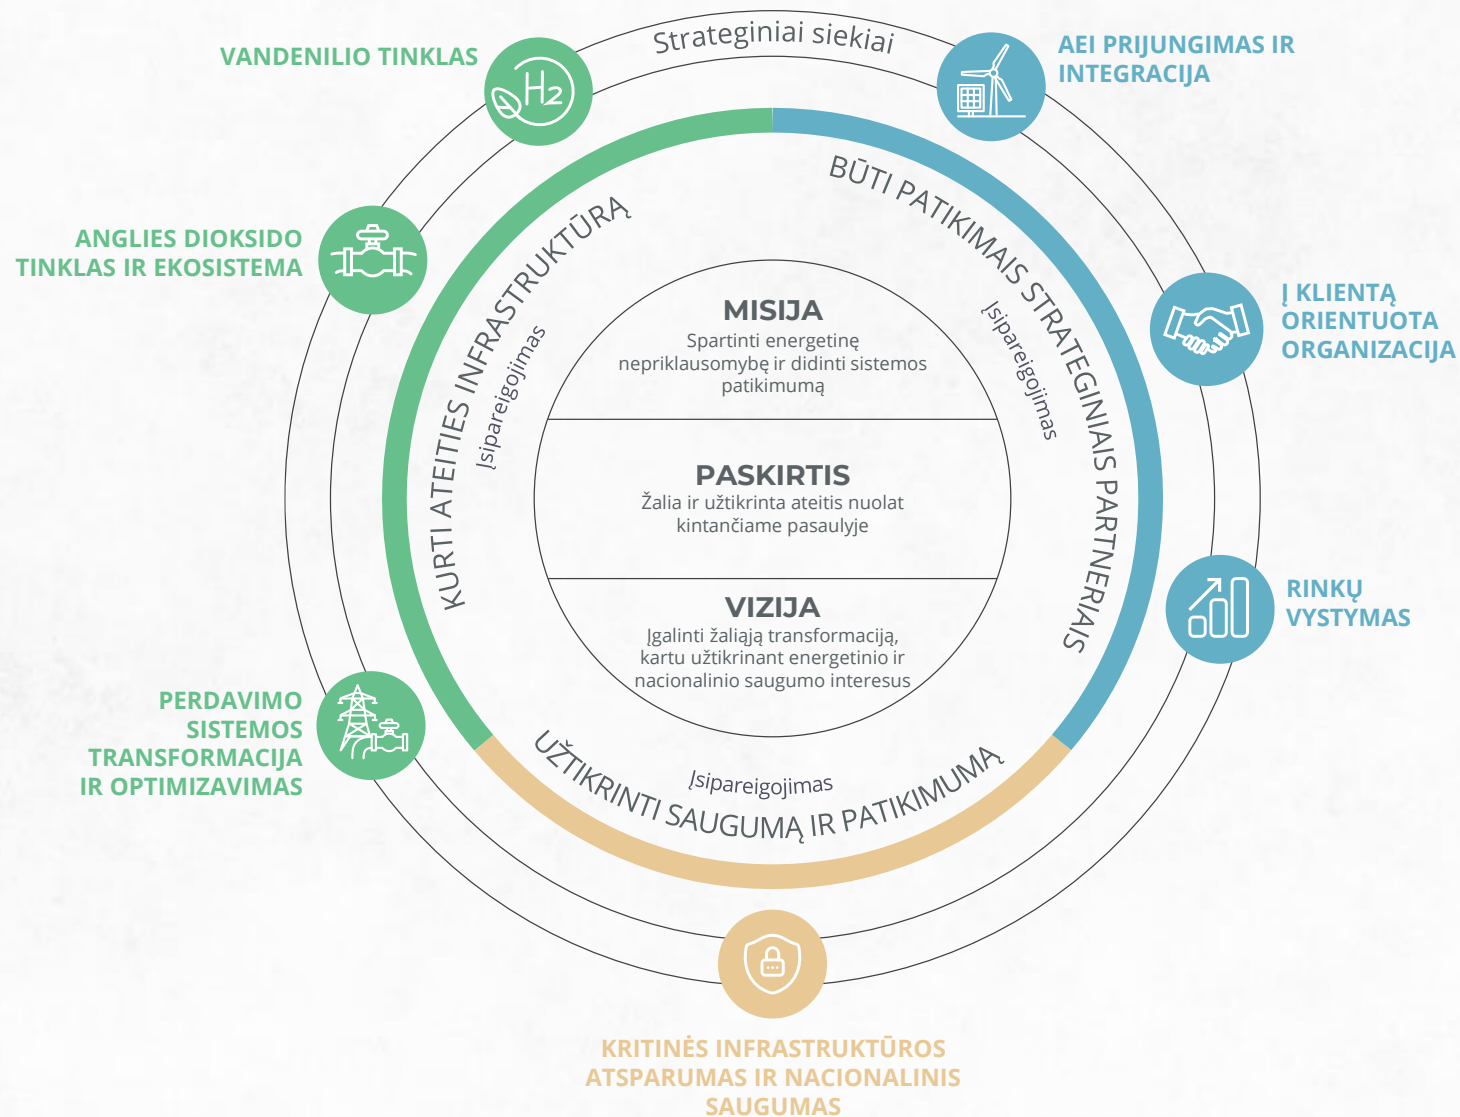 Strateginiai siekiai
VANDENILIO TINKLAS
H2
AEI PRIJUNGIMAS IR
INTEGRACIJA
ANGLIES DIOKSIDO
TINKLAS IR EKOSISTEMA
Į KLIENTĄ
ORIENTUOTA
ORGANIZACIJA
KURTI ATEITIES INFRASTRUKTŪRĄ
Įsipareigojimas
BŪTI PATIKIMAIS STRATEGINIAIS PARTNERIAIS
Įsipareigojimas
MISIJA
Spartinti energetinę
nepriklausomybę ir didinti sistemos
patikimumą
PASKIRTIS
Žalia ir užtikrinta ateitis nuolat
kintančiame pasaulyje
VIZIJA
Įgalinti žaliąją transformaciją,
kartu užtikrinant energetinio ir
nacionalinio saugumo interesus
RINKŲ
VYSTYMAS
PERDAVIMO
SISTEMOS
TRANSFORMACIJA
IR OPTIMIZAVIMAS
Įsipareigojimas
UŽTIKRINTI SAUGUMĄ IR PATIKIMUMĄ
KRITINĖS INFRASTRUKTŪROS
ATSPARUMAS IR NACIONALINIS
SAUGUMAS